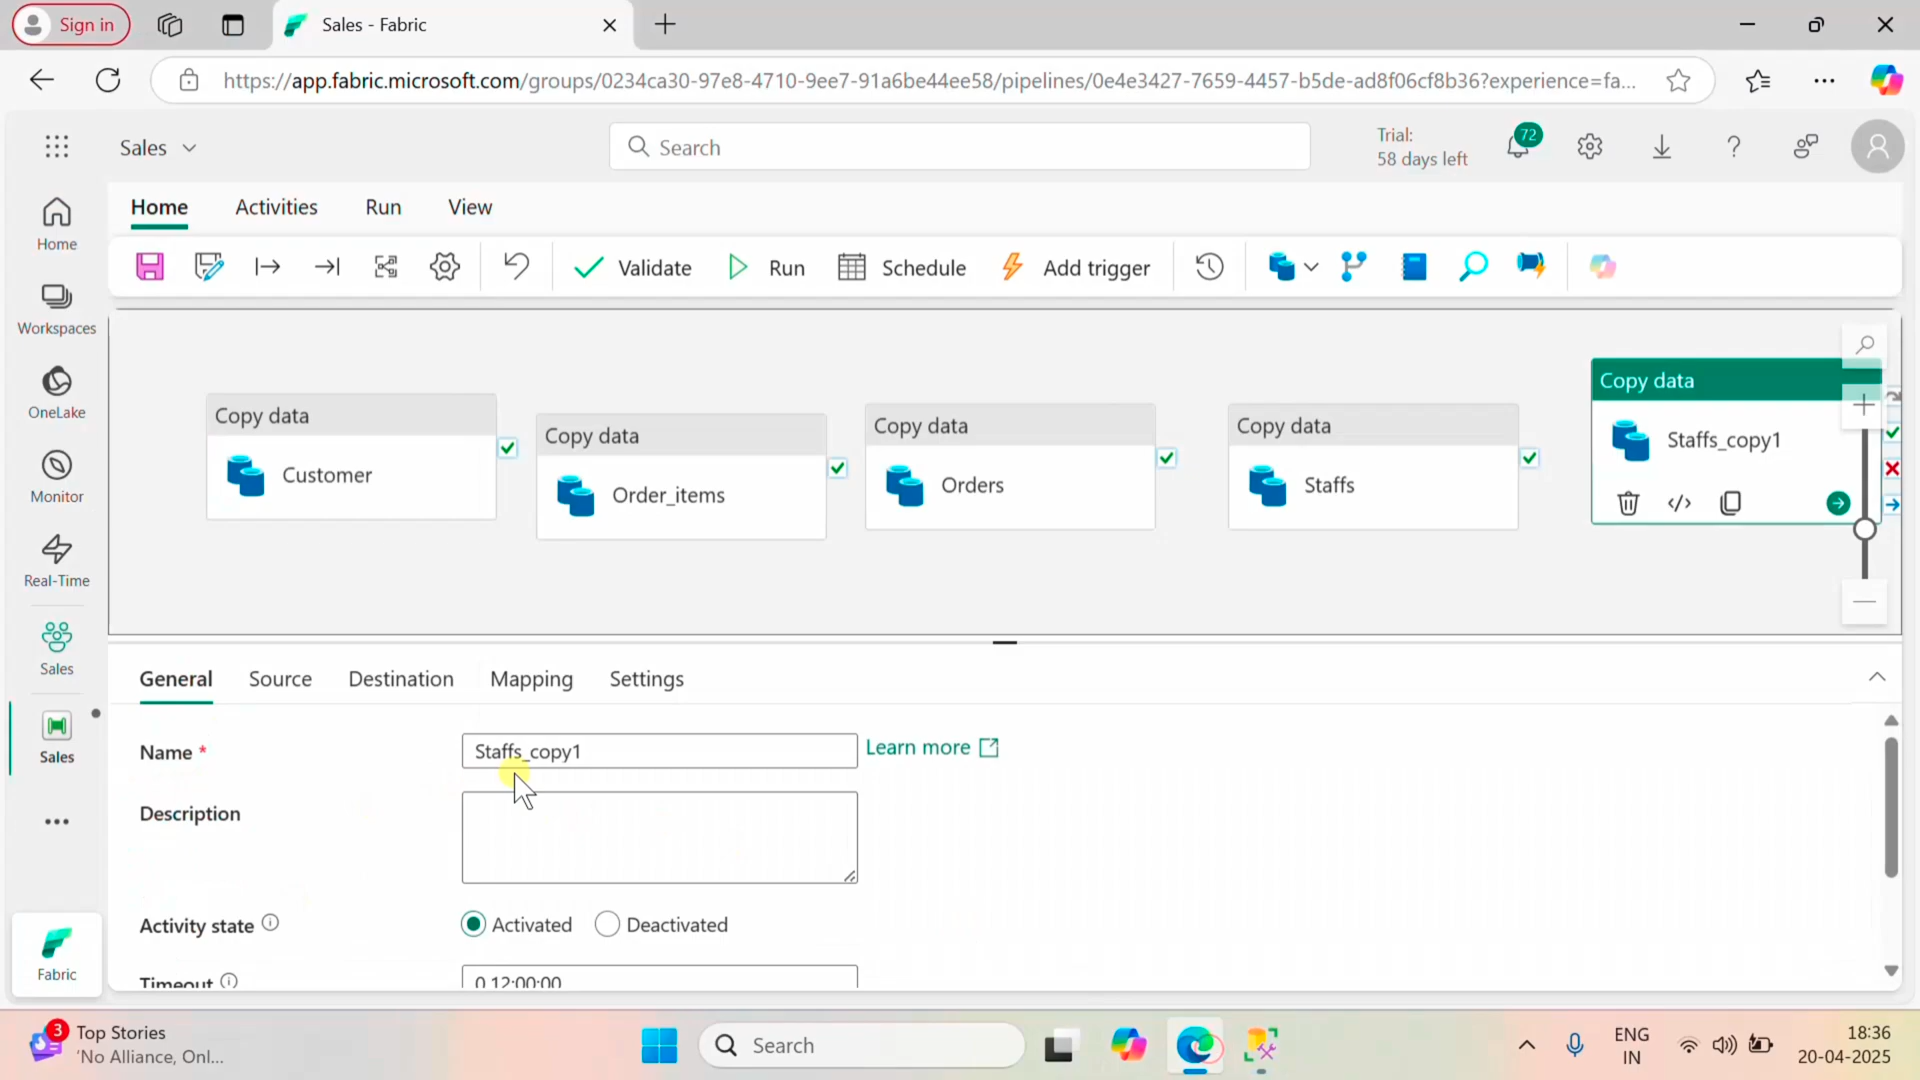 Sign in
Sales - Fabric
https://app.fabric.microsoft.com/groups/0234ca30-97e8-4710-9ee7-91a6be44ee58/pipelines/0e4e3427-7659-4457-b5de-ad8f06cf8b36?experience=fa...
Sales
Search
Trial:
58 days left
72
Home
Activities
Run
View
Validate
Run
Schedule
Add trigger
Home
Workspaces
OneLake
Monitor
Real-Time
Sales
Sales
Fabric
Copy data
Customer
Copy data
Order_items
Copy data
Orders
Copy data
Staffs
Copy data
Staffs_copy1
General
Source
Destination
Mapping
Settings
Name *
Staffs_copy1
Learn more
Description
Activity state
Activated
Deactivated
Timeout
0.12:00:00
3
Top Stories
'No Alliance, Onl...
Search
ENG
IN
18:36
20-04-2025